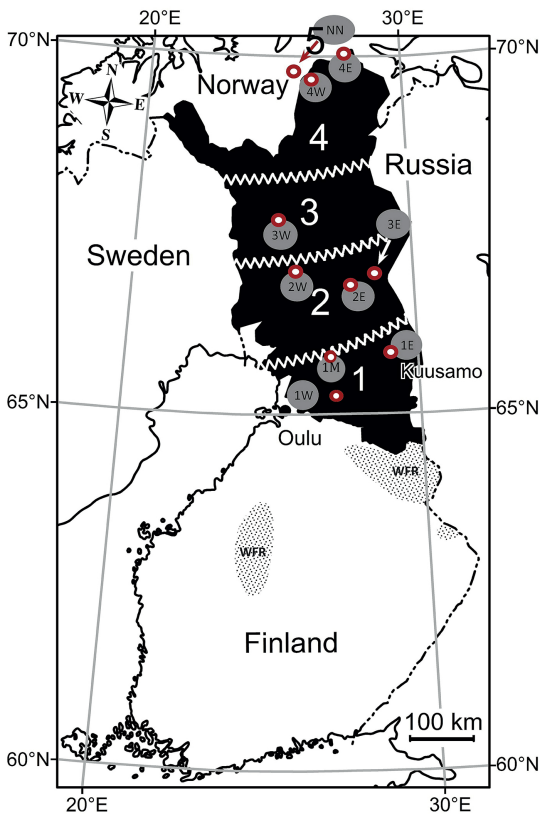 20°E 30°E
70°N 70°N
5 NN
N
W E
S
Norway
4E
4W
4
Russia
3
3E
3W
Sweden
2W
2
2E
1E
1M
1
Kuusamo
1W
65°N 65°N
Oulu
WFR
WFR
Finland
100 km
60°N 60°N
20°E 30°E